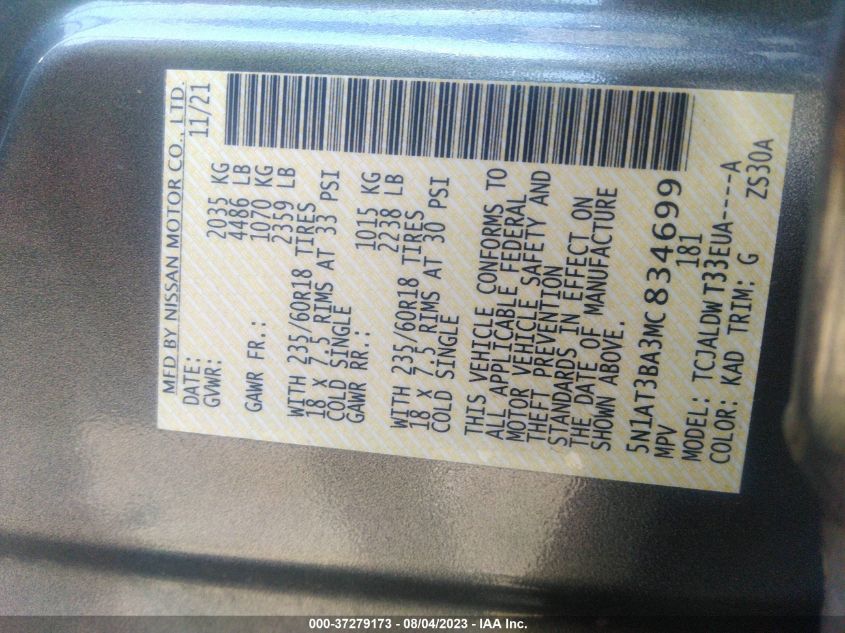 MFD BY NISSAN MOTOR CO., LTD.
DATE: 11/21
GVWR: 2035 KG
4486 LB
GAWR FR.: 1070 KG
2359 LB
WITH 235/60R18 TIRES
18 X 7.5 RIMS AT 33 PSI
COLD SINGLE
GAWR RR.: 1015 KG
2238 LB
WITH 235/60R18 TIRES
18 X 7.5 RIMS AT 30 PSI
COLD SINGLE
THIS VEHICLE CONFORMS TO
ALL APPLICABLE FEDERAL
MOTOR VEHICLE SAFETY AND
THEFT PREVENTION
STANDARDS IN EFFECT ON
THE DATE OF MANUFACTURE
SHOWN ABOVE.
5N1AT3BA3MC834699
MPV 181
MODEL: TCJALDWT33EUA----A
COLOR: KAD TRIM: G ZS30A
000-37279173 - 08/04/2023 - IAA Inc.